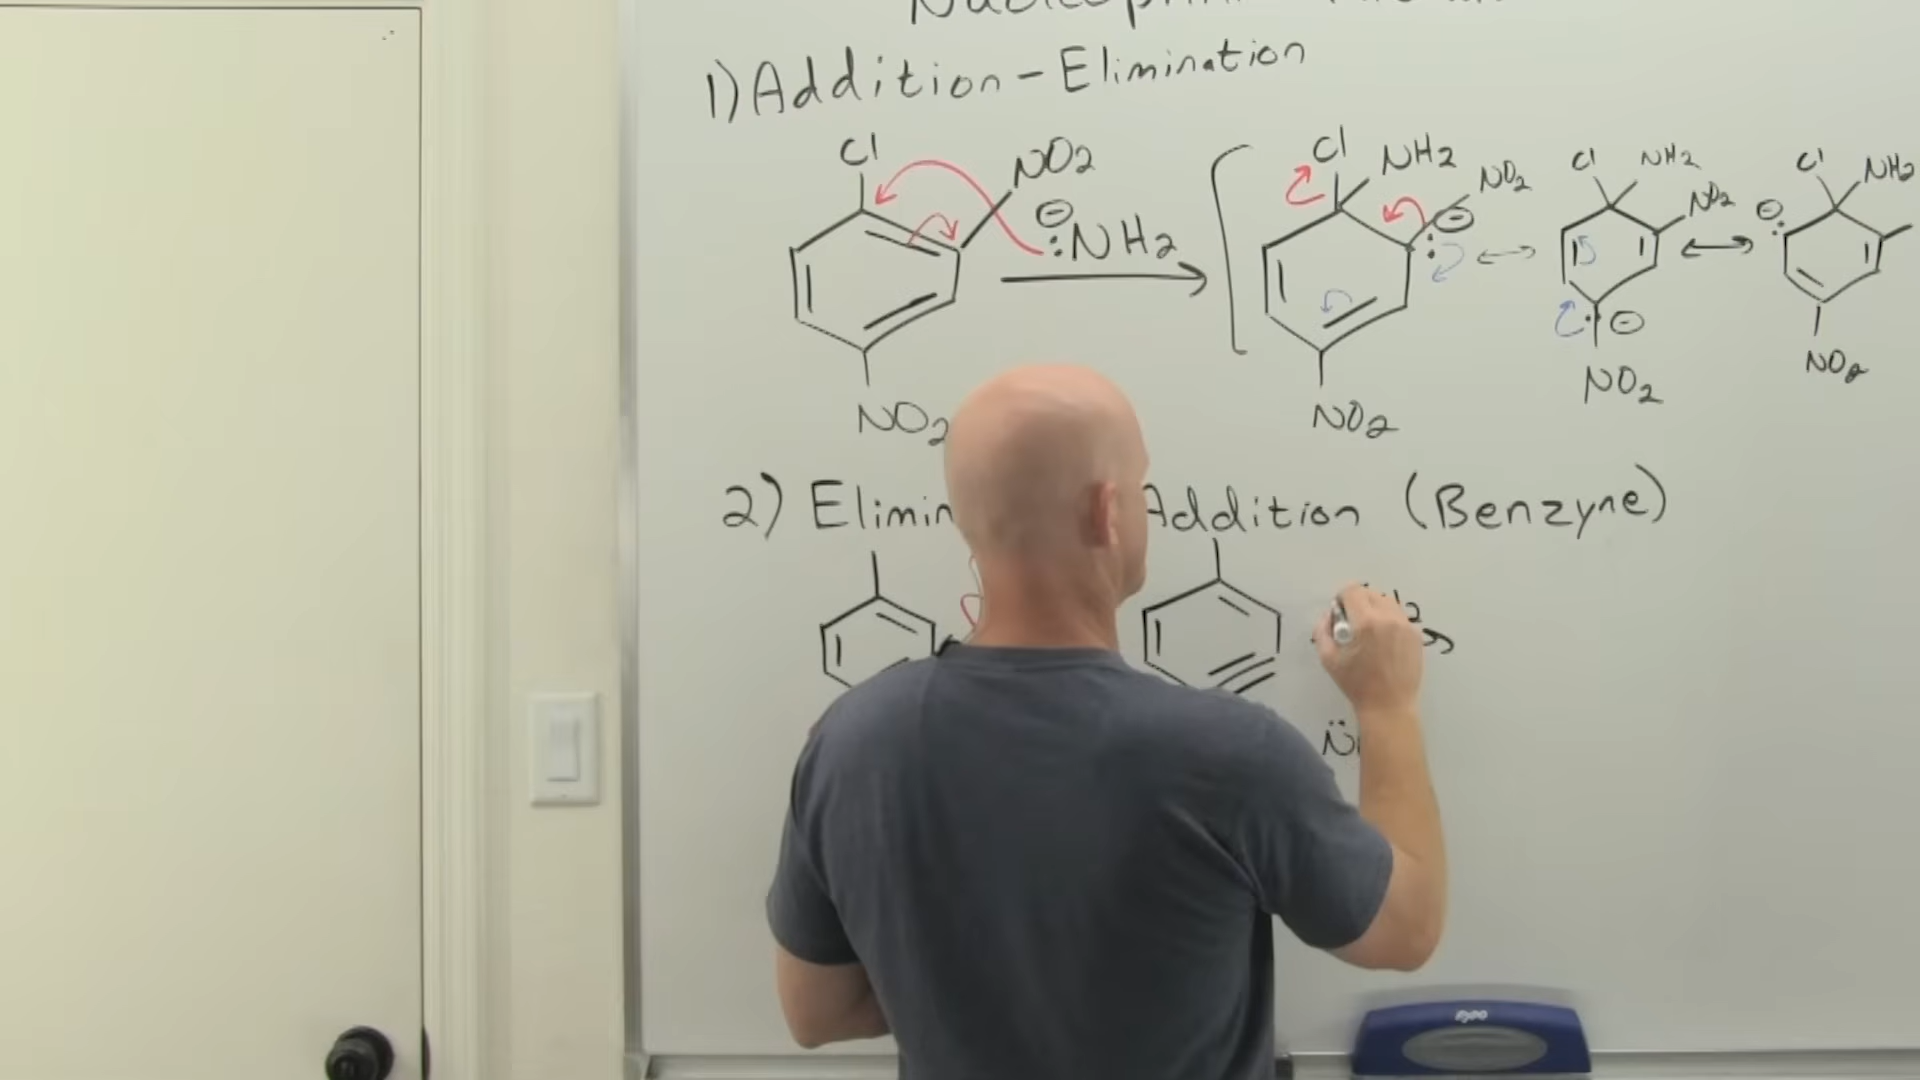 1) Addition - Elimination
Cl NO2 ⊖ :NH2 Cl NH2 NO2 ⊖ Cl NH2 NO2 ⊖ Cl NH2
NO2 NO2 ⊖ NO2 NO2
2) Addition (Benzyne)
expo